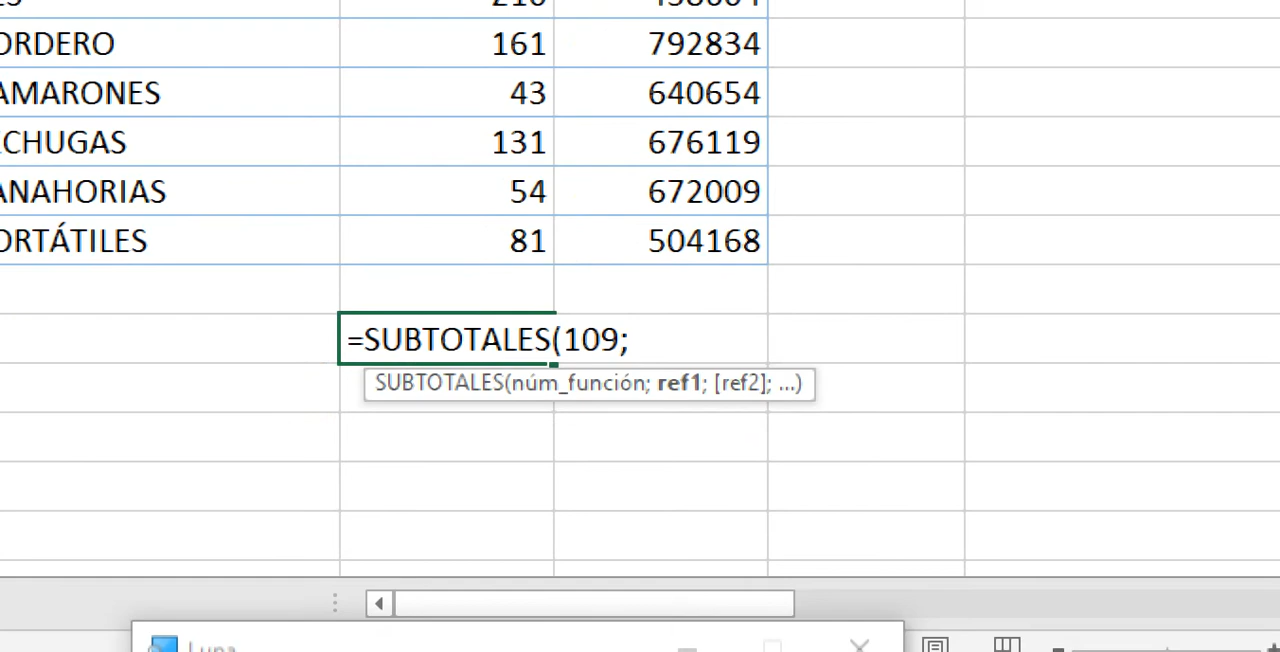 ORDERO 161 792834
AMARONES 43 640654
CHUGAS 131 676119
ANAHORIAS 54 672009
ORTÁTILES 81 504168
=SUBTOTALES(109;
SUBTOTALES(núm_función; ref1; [ref2]; ...)
Lupa